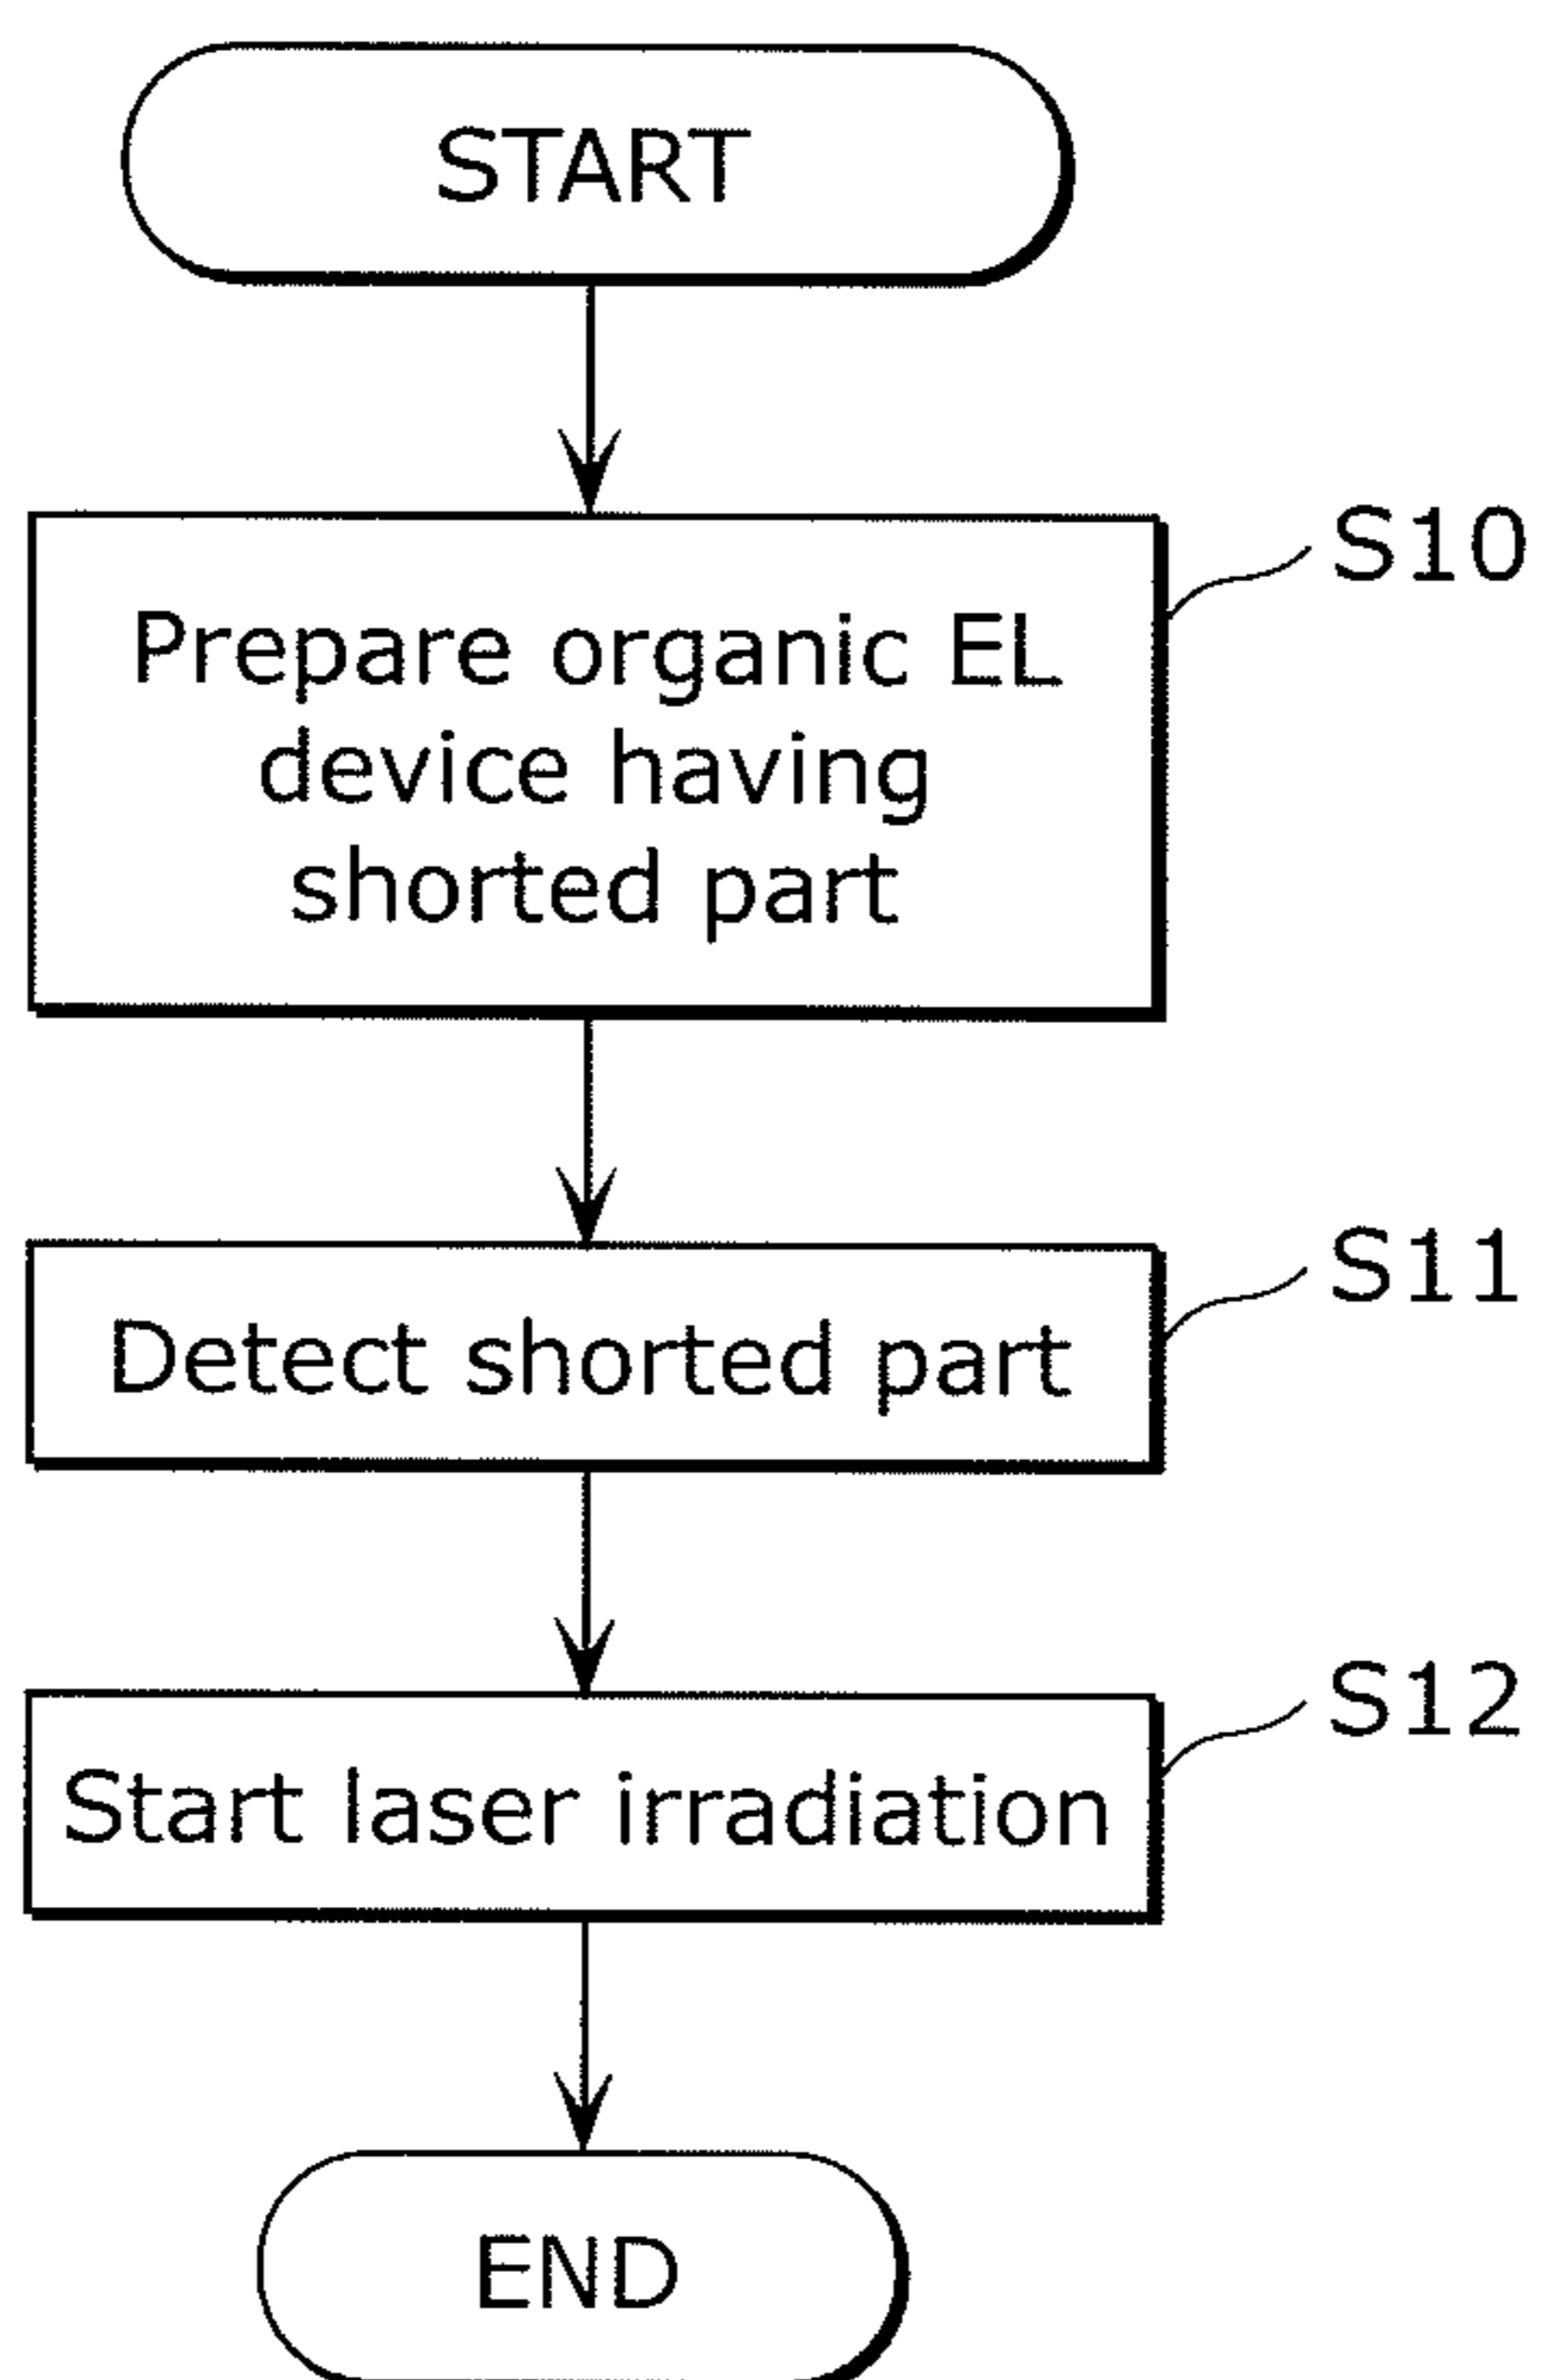 START
S10
Prepare organic EL
device having
shorted part
S11
Detect shorted part
S12
Start laser irradiation
END